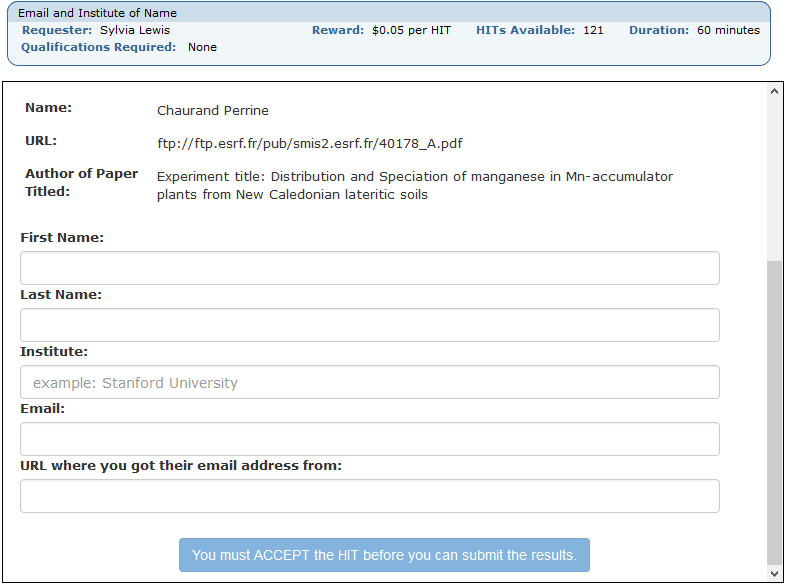 Email and Institute of Name
Requester: Sylvia Lewis Reward: $0.05 per HIT HITs Available: 121 Duration: 60 minutes
Qualifications Required: None
Name: Chaurand Perrine
URL: ftp://ftp.esrf.fr/pub/smis2.esrf.fr/40178_A.pdf
Author of Paper Titled: Experiment title: Distribution and Speciation of manganese in Mn-accumulator
plants from New Caledonian lateritic soils
First Name:
Last Name:
Institute:
example: Stanford University
Email:
URL where you got their email address from:
You must ACCEPT the HIT before you can submit the results.